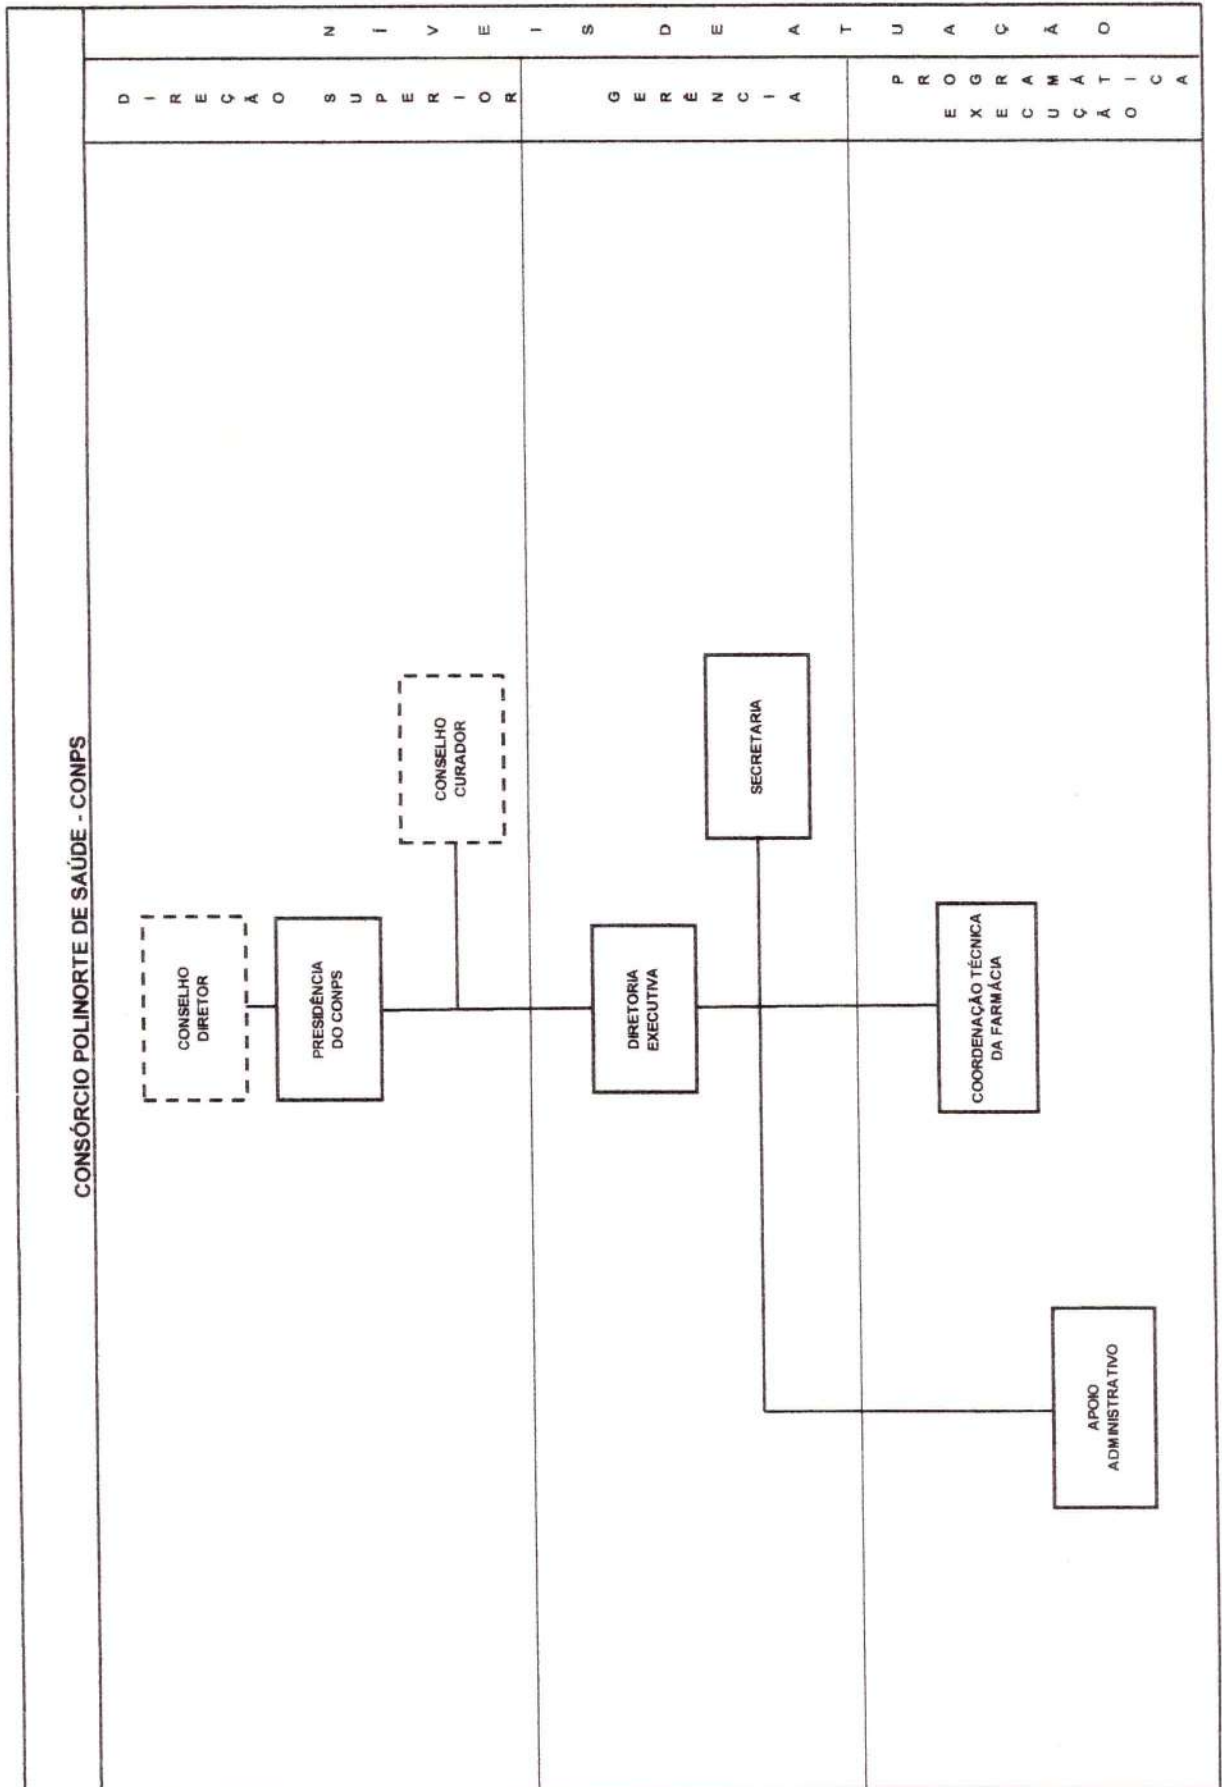 CONSÓRCIO POLINORTE DE SAÚDE - CONPS
NÍVEIS DE ATUAÇÃO
DIREÇÃO SUPERIOR
CONSELHO
DIRETOR
PRESIDÊNCIA
DO CONPS
CONSELHO
CURADOR
GERÊNCIA
DIRETORIA
EXECUTIVA
SECRETARIA
EXECUÇÃO
PROGRAMÁTICA
COORDENAÇÃO TÉCNICA
DA FARMÁCIA
APOIO
ADMINISTRATIVO